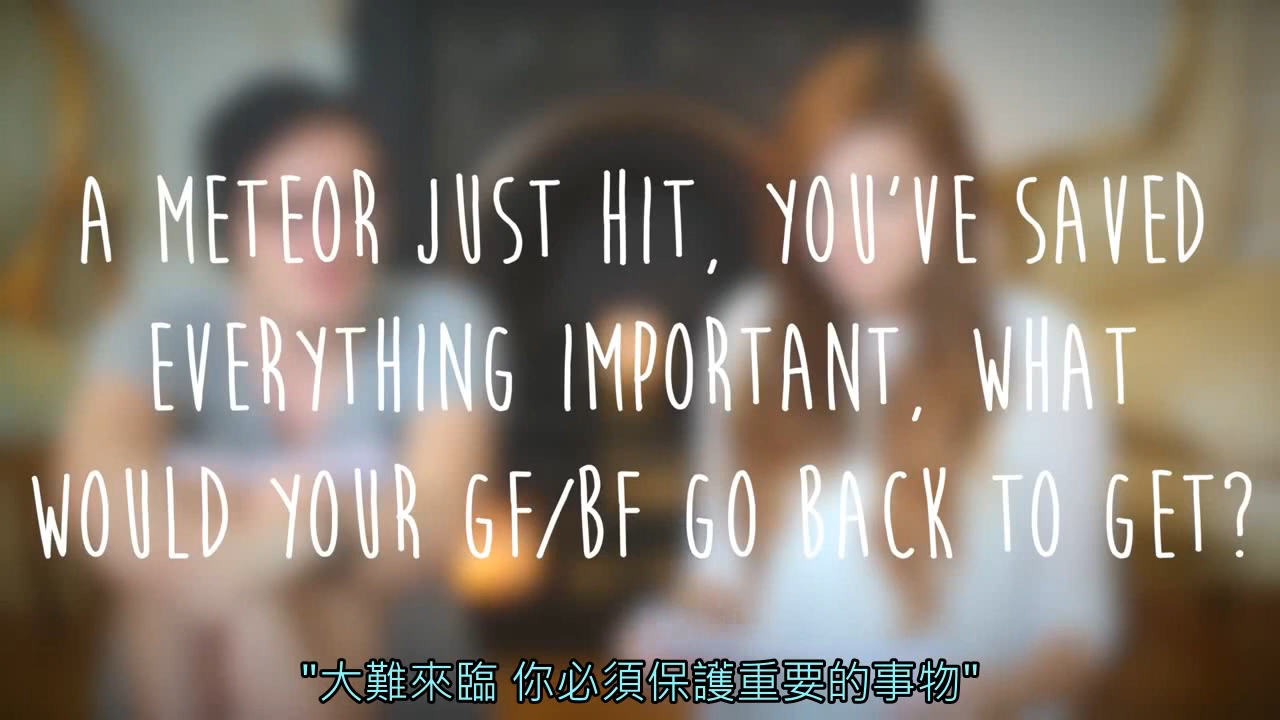 A METEOR JUST HIT, YOU'VE SAVED
EVERYTHING IMPORTANT, WHAT
WOULD YOUR GF/BF GO BACK TO GET?
"大難來臨 你必須保護重要的事物"